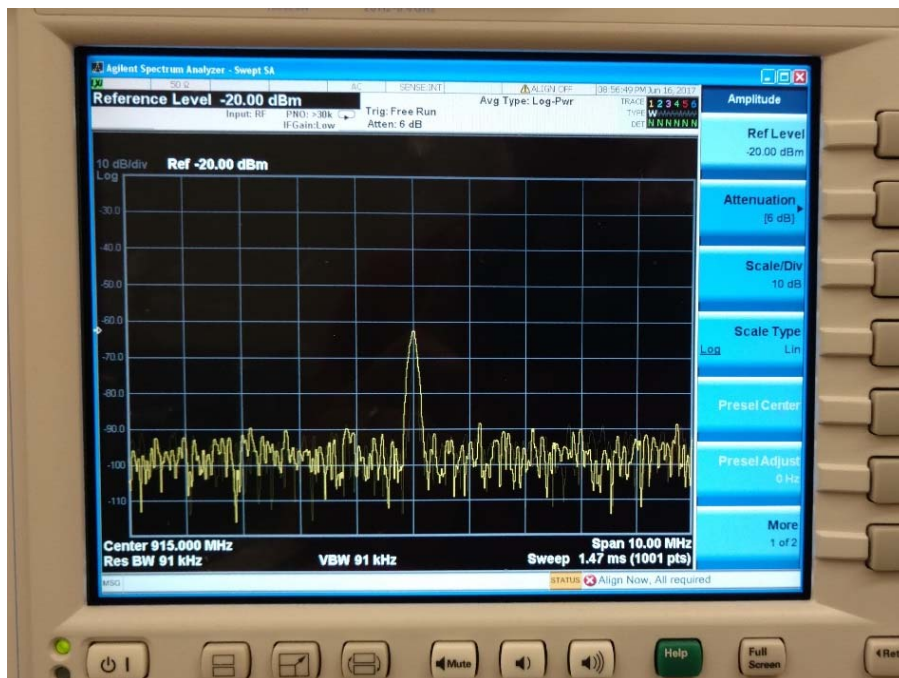 Agilent Spectrum Analyzer - Swept SA
50 Ω AC SENSE:INT ALIGN OFF 08:56:49 PM Jun 16, 2017
Reference Level -20.00 dBm
Input: RF PNO: >30k Trig: Free Run Avg Type: Log-Pwr TRACE 1 2 3 4 5 6
IFGain:Low Atten: 6 dB TYPE W
DET N N N N N N
10 dB/div Ref -20.00 dBm
Log
-30.0
-40.0
-50.0
-60.0
-70.0
-80.0
-90.0
-100
-110
Center 915.000 MHz Span 10.00 MHz
Res BW 91 kHz VBW 91 kHz Sweep 1.47 ms (1001 pts)
MSG STATUS Align Now, All required
Amplitude
Ref Level
-20.00 dBm
Attenuation
[6 dB]
Scale/Div
10 dB
Scale Type
Log Lin
Presel Center
Presel Adjust
0 Hz
More
1 of 2
Mute
Help
Full
Screen